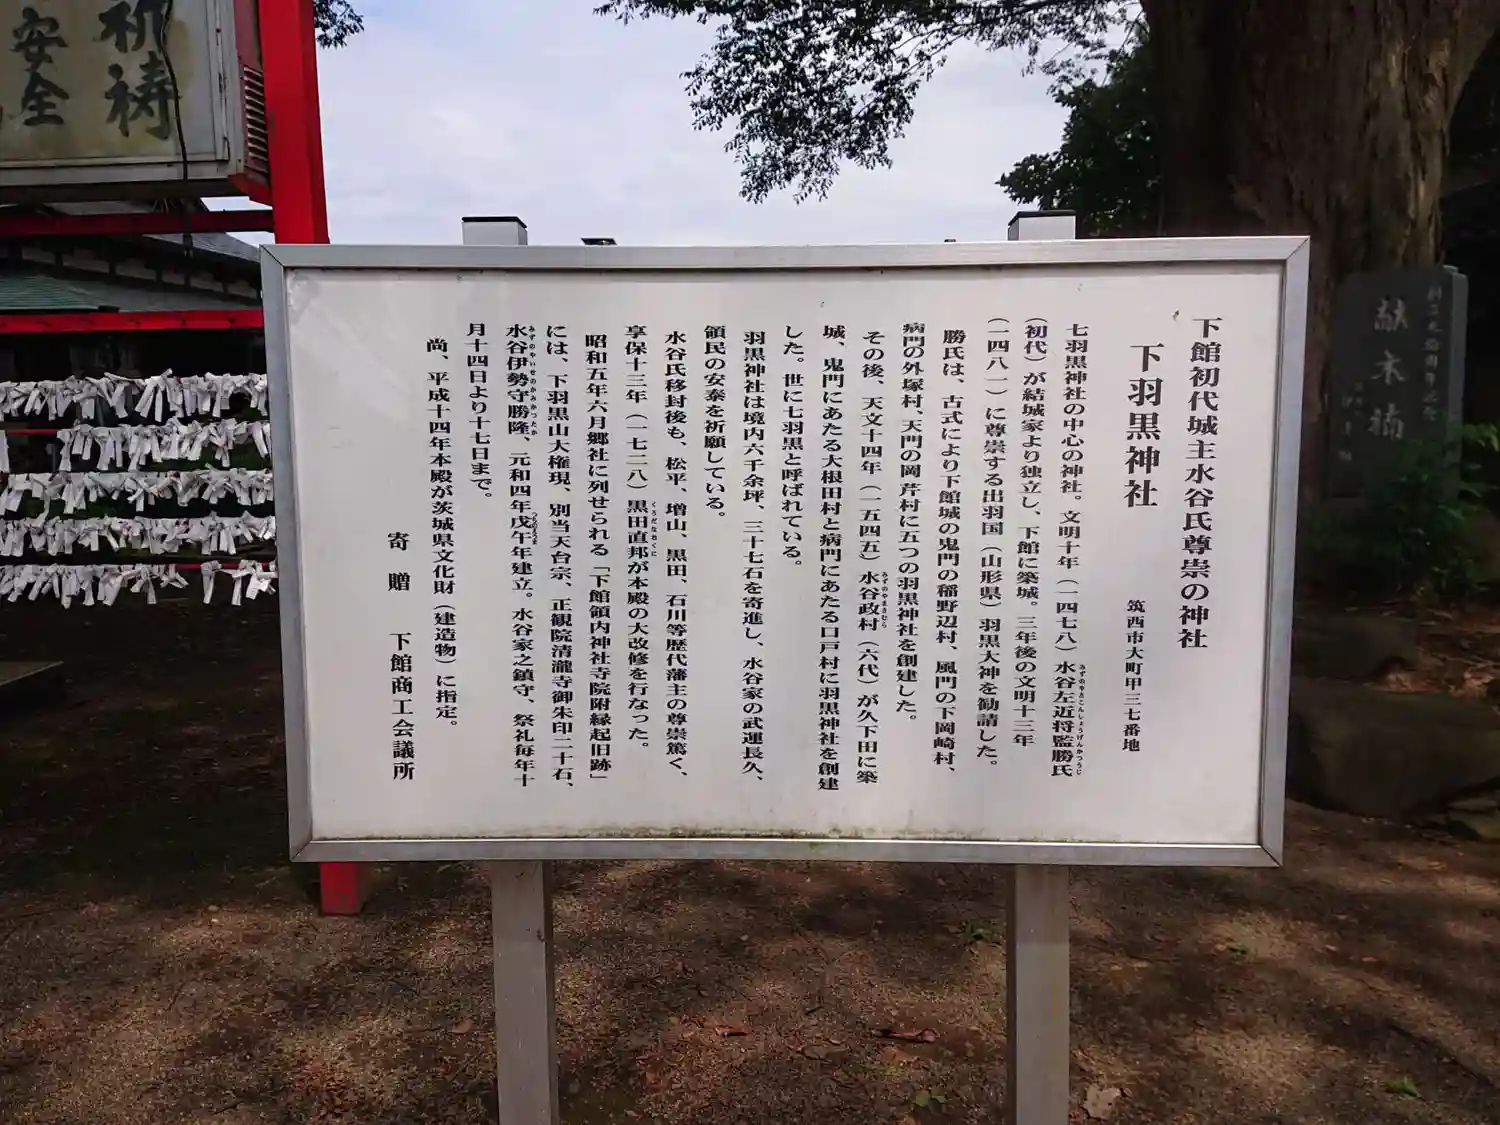 下館初代城主水谷氏尊崇の神社
下羽黒神社
筑西市大町甲三七番地
七羽黒神社の中心の神社。文明十年（一四七八）水谷左近将監勝氏
（初代）が結城家より独立し、下館に築城。三年後の文明十三年
（一四八一）に尊崇する出羽国（山形県）羽黒大神を勧請した。
勝氏は、古式により下館城の鬼門の稲野辺村、風門の下岡崎村、
病門の外塚村、天門の岡芹村に五つの羽黒神社を創建した。
その後、天文十四年（一五四五）水谷政村（六代）が久下田に築
城、鬼門にあたる大根田村と病門にあたる口戸村に羽黒神社を創建
した。世に七羽黒と呼ばれている。
羽黒神社は境内六千余坪、三十七石を寄進し、水谷家の武運長久、
領民の安泰を祈願している。
水谷氏移封後も、松平、増山、黒田、石川等歴代藩主の尊崇篤く、
享保十三年（一七二八）黒田直邦が本殿の大改修を行なった。
昭和五年六月郷社に列せられる「下館領内神社寺院附縁起旧跡」
には、下羽黒山大権現、別当天台宗、正観院清瀧寺御朱印二十石、
水谷伊勢守勝隆、元和四年戊午年建立。水谷家之鎮守、祭礼毎年十
月十四日より十七日まで。
尚、平成十四年本殿が茨城県文化財（建造物）に指定。
寄贈 下館商工会議所
祈祷
安全
献木楠